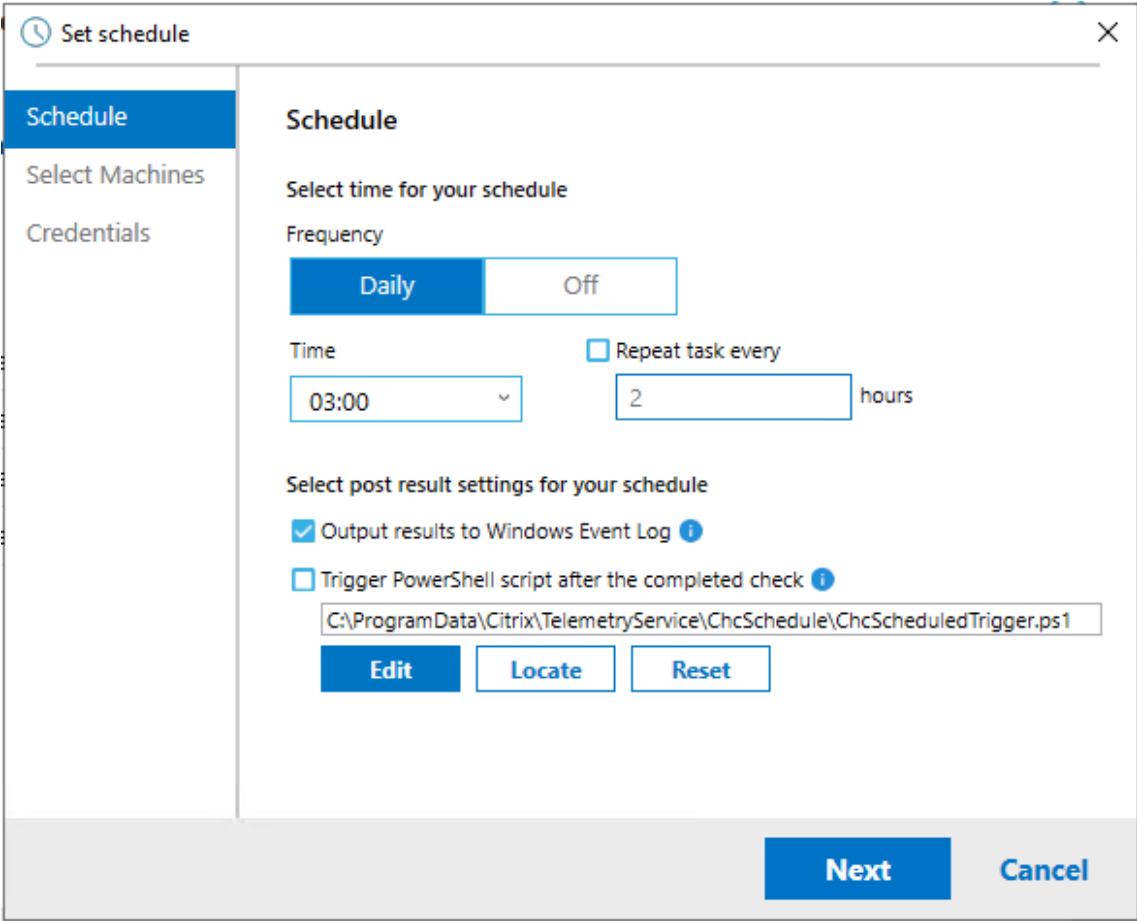 Set schedule
Schedule
Select Machines
Credentials
Schedule
Select time for your schedule
Frequency
Daily Off
Time Repeat task every
03:00 2 hours
Select post result settings for your schedule
Output results to Windows Event Log
Trigger PowerShell script after the completed check
C:\ProgramData\Citrix\TelemetryService\ChcSchedule\ChcScheduledTrigger.ps1
Edit Locate Reset
Next Cancel